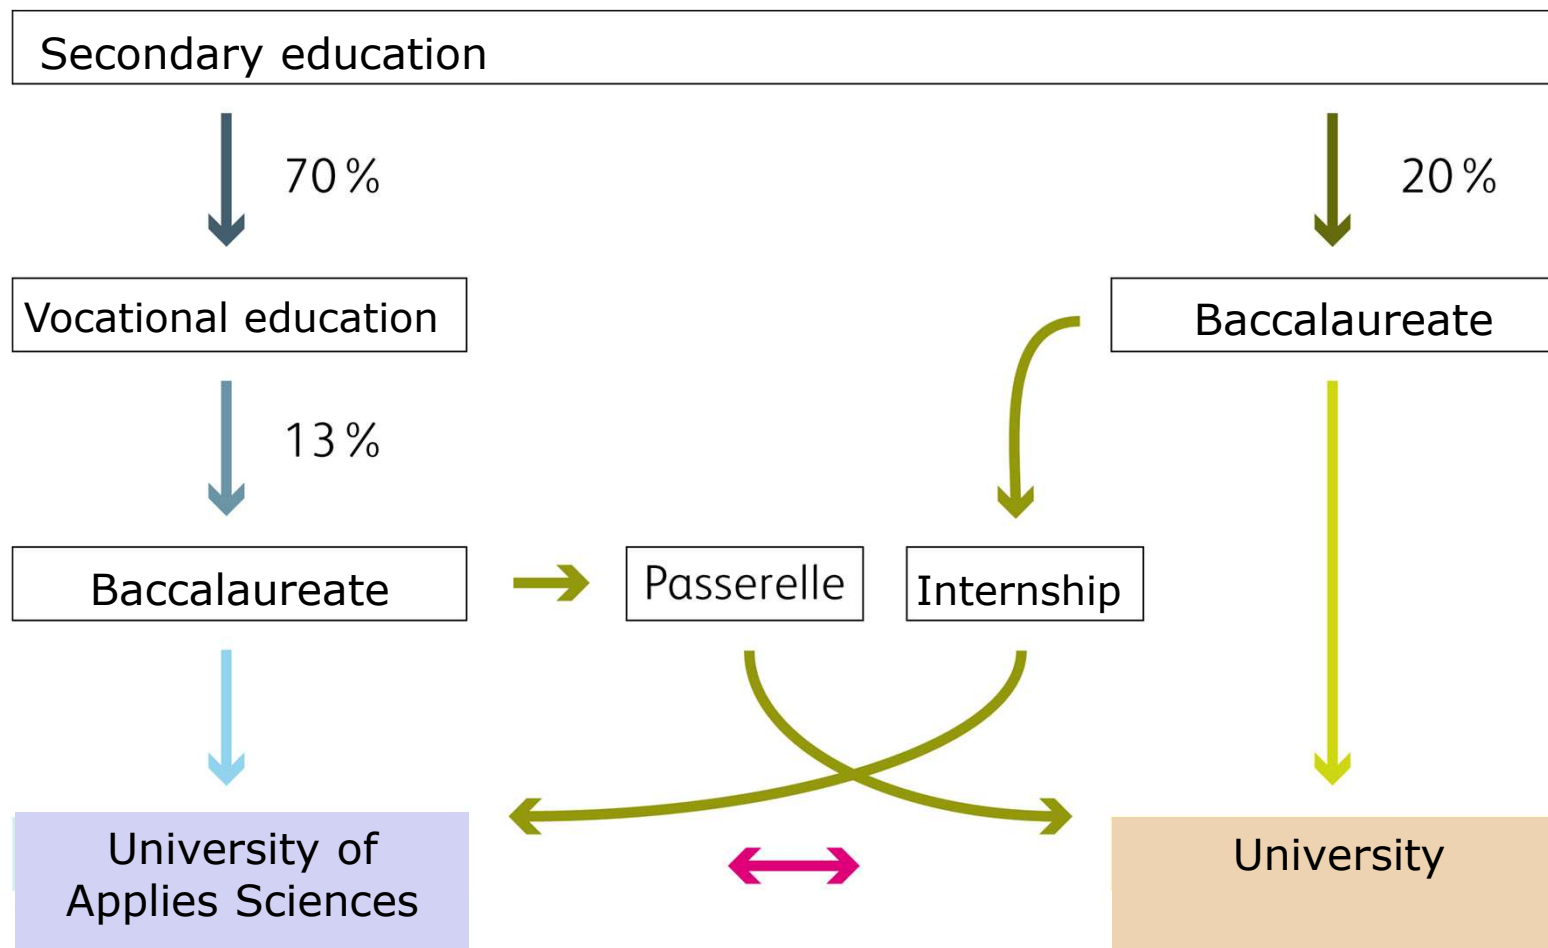 Secondary education
70 %
20 %
Vocational education
Baccalaureate
13 %
Baccalaureate
Passerelle
Internship
University of
Applies Sciences
University